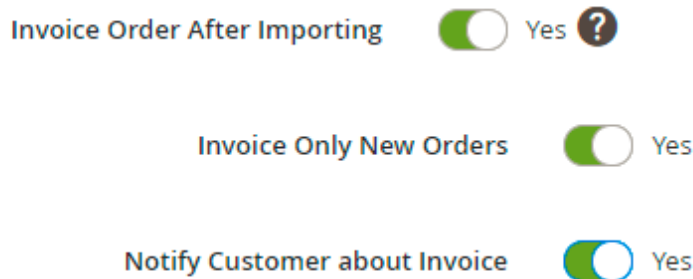 Invoice Order After Importing Yes ?
Invoice Only New Orders Yes
Notify Customer about Invoice Yes